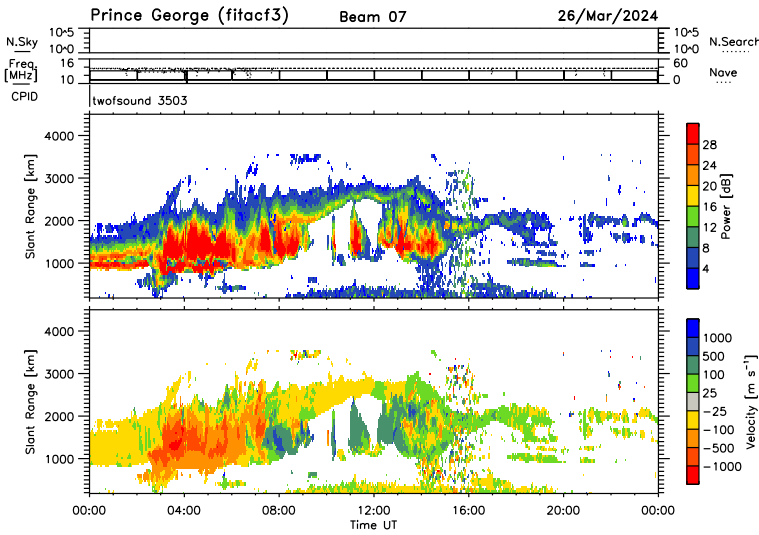 Prince George (fitacf3) Beam 07 26/Mar/2024
N.Sky 10^5 10^0 10^5 10^0 N.Search
Freq. [MHz] 16 10 60 0 Nave
CPID twofsound 3503
Slant Range [km] 4000 3000 2000 1000
Power [dB] 28 24 20 16 12 8 4
Slant Range [km] 4000 3000 2000 1000
Velocity [m s⁻¹] 1000 500 100 25 −25 −100 −500 −1000
00:00 04:00 08:00 12:00 16:00 20:00 00:00
Time UT